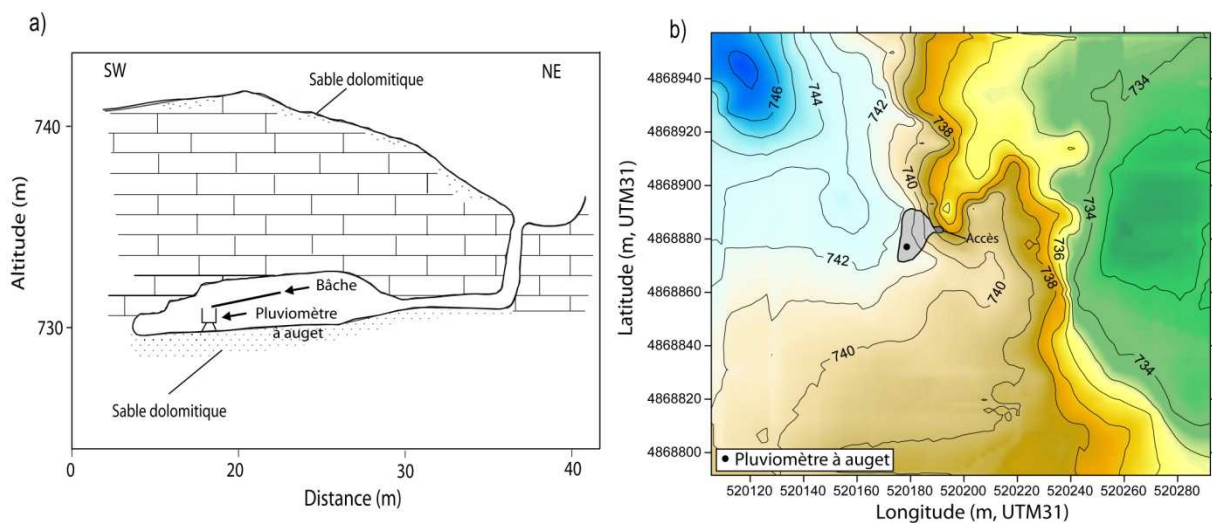 a)
SW
NE
Sable dolomitique
740
730
Altitude (m)
Bâche
Pluviomètre
à auget
Sable dolomitique
0
20
30
40
Distance (m)
b)
4868940
4868920
4868900
4868880
4868860
4868840
4868820
4868800
Latitude (m, UTM31)
746
744
742
738
740
734
734
Accès
736
742
738
740
740
734
Pluviomètre à auget
520120 520140 520160 520180 520200 520220 520240 520260 520280
Longitude (m, UTM31)